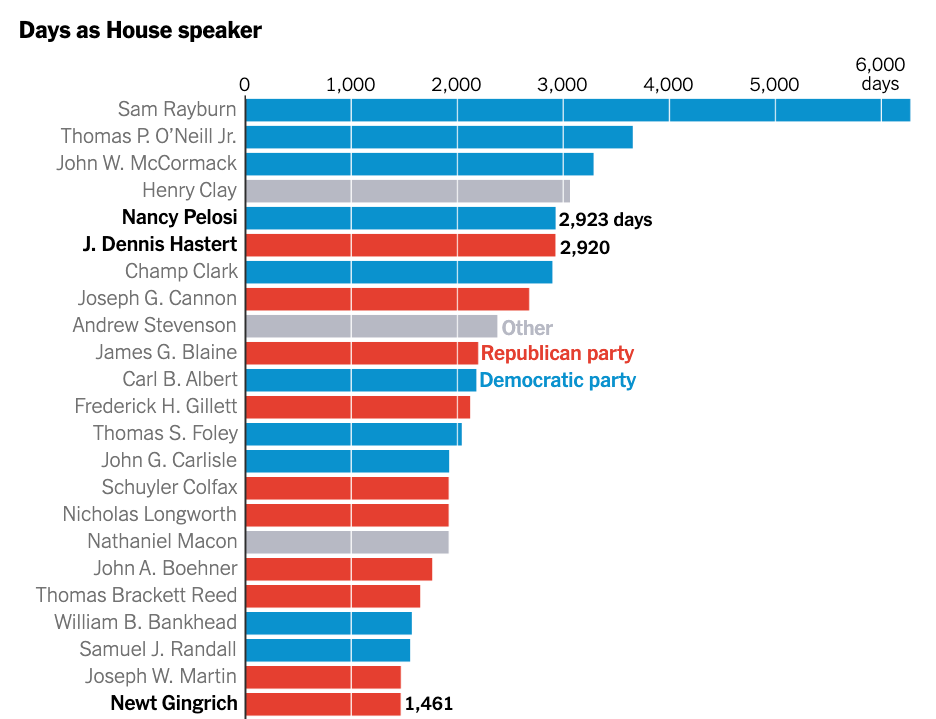 Days as House speaker
6,000
0 1,000 2,000 3,000 4,000 5,000 days
Sam Rayburn
Thomas P. O’Neill Jr.
John W. McCormack
Henry Clay
Nancy Pelosi 2,923 days
J. Dennis Hastert 2,920
Champ Clark
Joseph G. Cannon
Andrew Stevenson Other
James G. Blaine Republican party
Carl B. Albert Democratic party
Frederick H. Gillett
Thomas S. Foley
John G. Carlisle
Schuyler Colfax
Nicholas Longworth
Nathaniel Macon
John A. Boehner
Thomas Brackett Reed
William B. Bankhead
Samuel J. Randall
Joseph W. Martin
Newt Gingrich 1,461